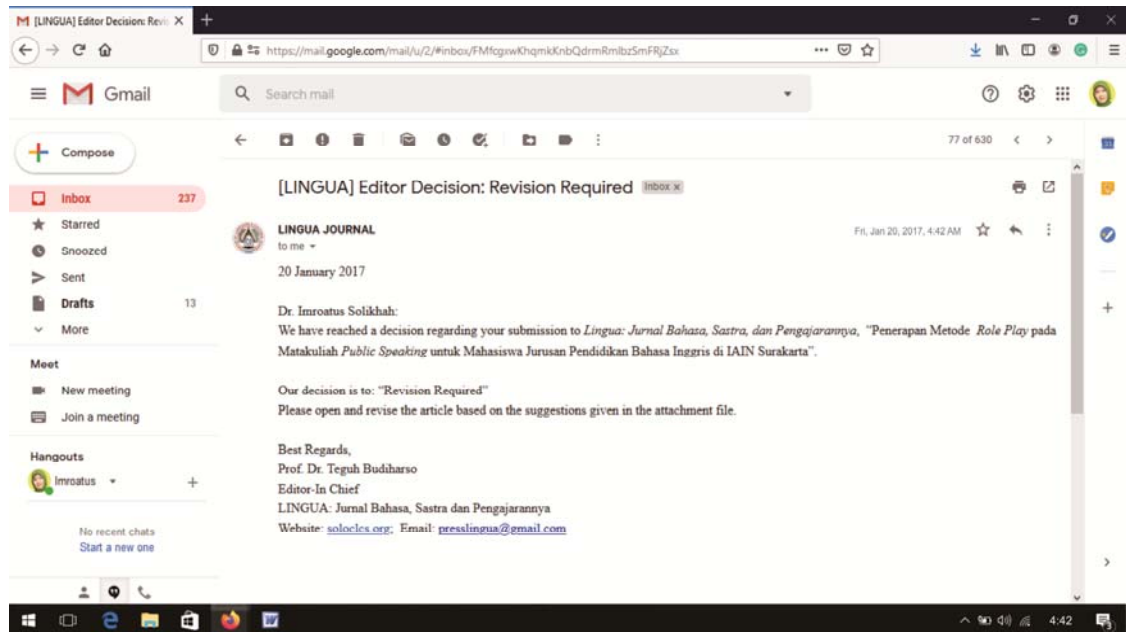 [LINGUA] Editor Decision: Revis
https://mail.google.com/mail/u/2/#inbox/FMfcgxwKhqmkKnbQdrmRmlbzSmFRjZsx
Gmail
Search mail
Compose
77 of 630
[LINGUA] Editor Decision: Revision Required Inbox x
Inbox 237
Starred
Snoozed
Sent
Drafts 13
More
LINGUA JOURNAL
Fri, Jan 20, 2017, 4:42 AM
to me
20 January 2017
Dr. Imroatus Solikhah:
We have reached a decision regarding your submission to Lingua: Jurnal Bahasa, Sastra, dan Pengajarannya, "Penerapan Metode Role Play pada
Matakuliah Public Speaking untuk Mahasiswa Jurusan Pendidikan Bahasa Inggris di IAIN Surakarta".
Our decision is to: "Revision Required"
Please open and revise the article based on the suggestions given in the attachment file.
Best Regards,
Prof. Dr. Teguh Budiharso
Editor-In Chief
LINGUA: Jurnal Bahasa, Sastra dan Pengajarannya
Website: soloclcs.org; Email: presslingua@gmail.com
Meet
New meeting
Join a meeting
Hangouts
Imroatus
No recent chats
Start a new one
4:42